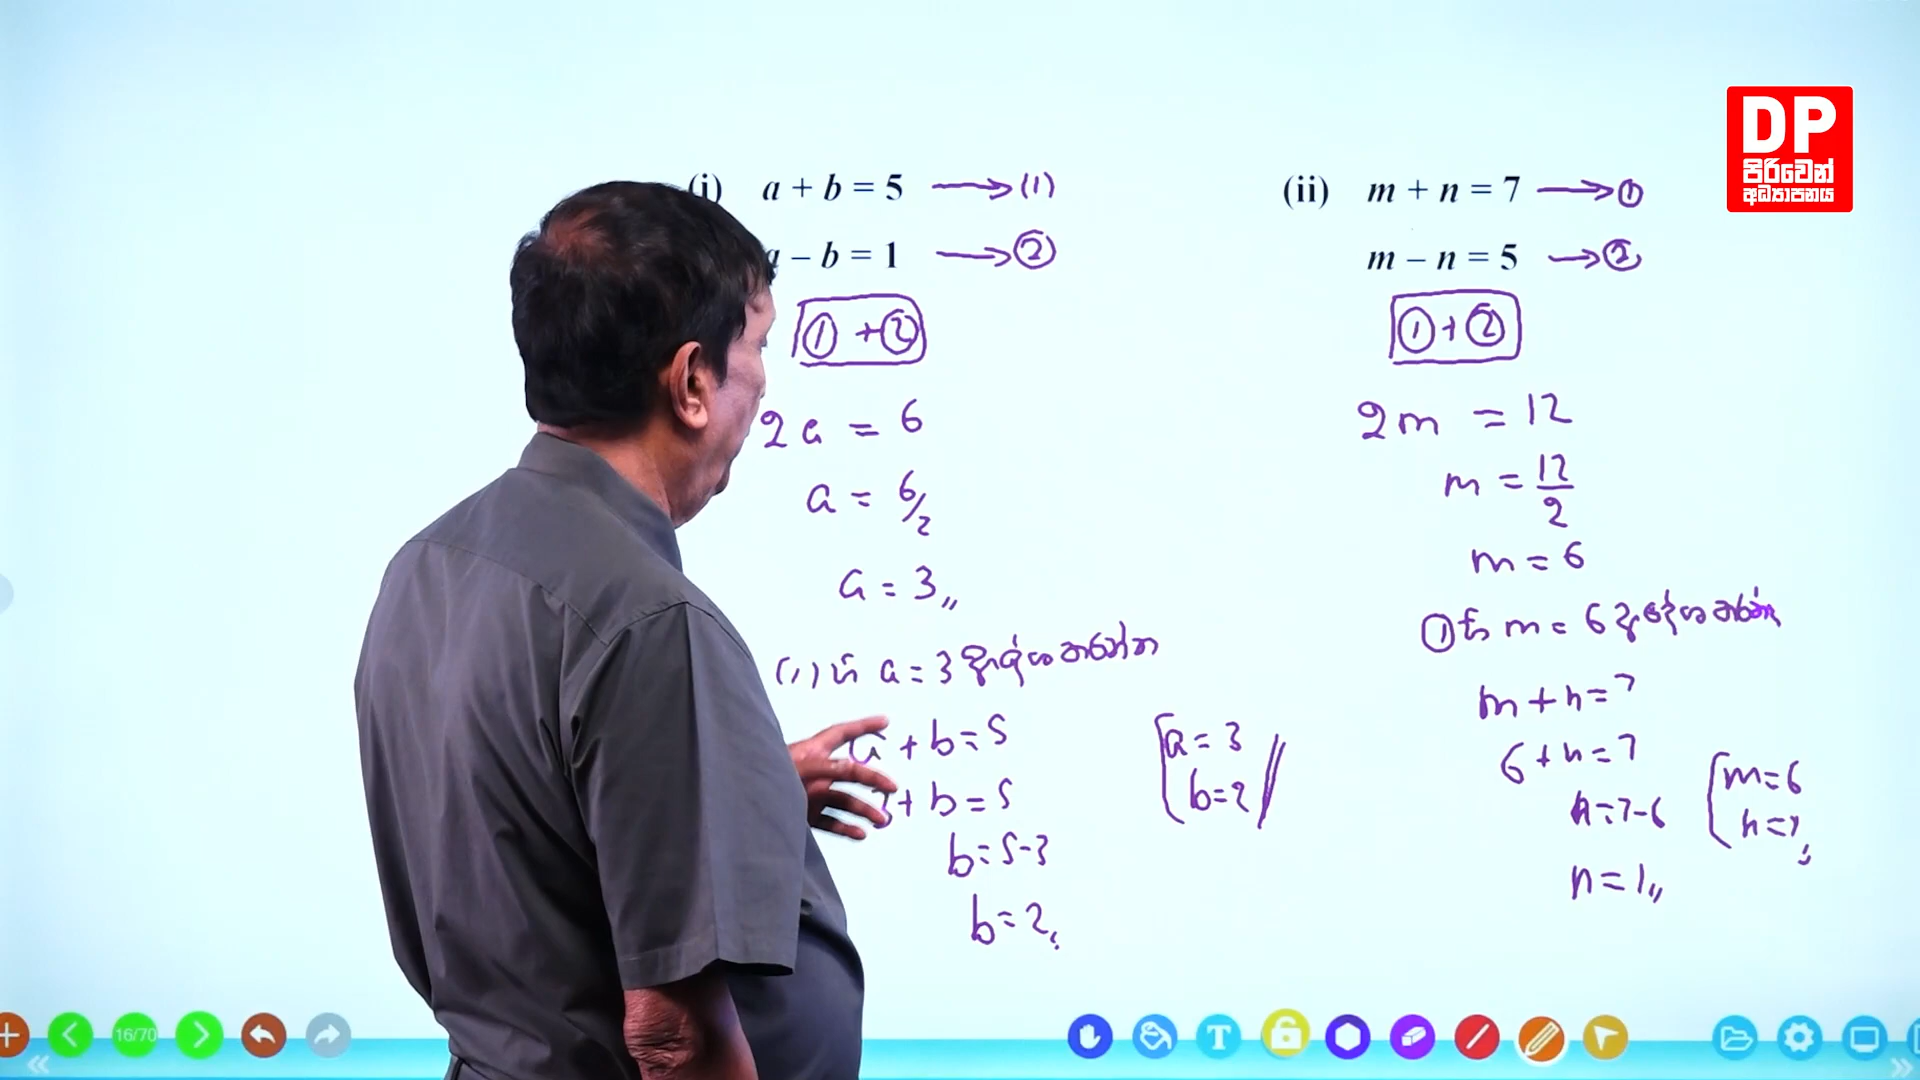 DP
පිරිවෙන්
අධ්‍යාපනය
(i) a + b = 5 → (1)
a – b = 1 → ②
① + ②
2a = 6
a = 6/2
a = 3,,
(1) හි a = 3 ආදේශ කරන්න
a + b = 5
3 + b = 5
b = 5-3
b = 2,
a = 3
b = 2
(ii) m + n = 7 → ①
m – n = 5 → ②
① + ②
2m = 12
m = 12/2
m = 6
① හි m = 6 ආදේශ කරන්න
m + n = 7
6 + n = 7
n = 7-6
n = 1,,
m = 6
n = 1,,
16/70
T